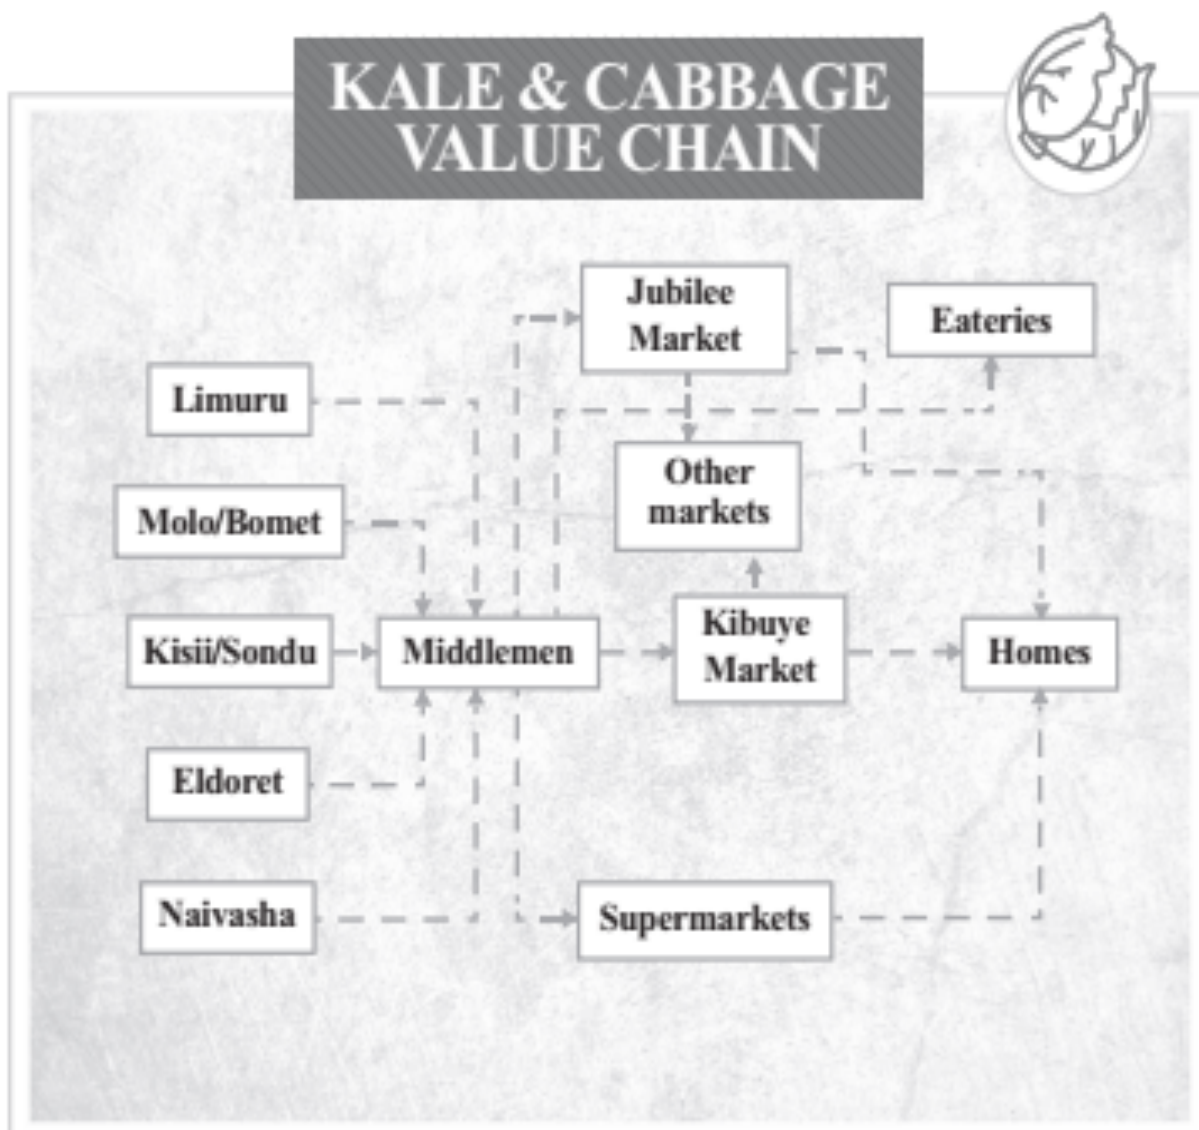 KALE & CABBAGE
VALUE CHAIN
Jubilee
Market
Eateries
Limuru
Other
markets
Molo/Bomet
Kisii/Sondu
Middlemen
Kibuye
Market
Homes
Eldoret
Naivasha
Supermarkets